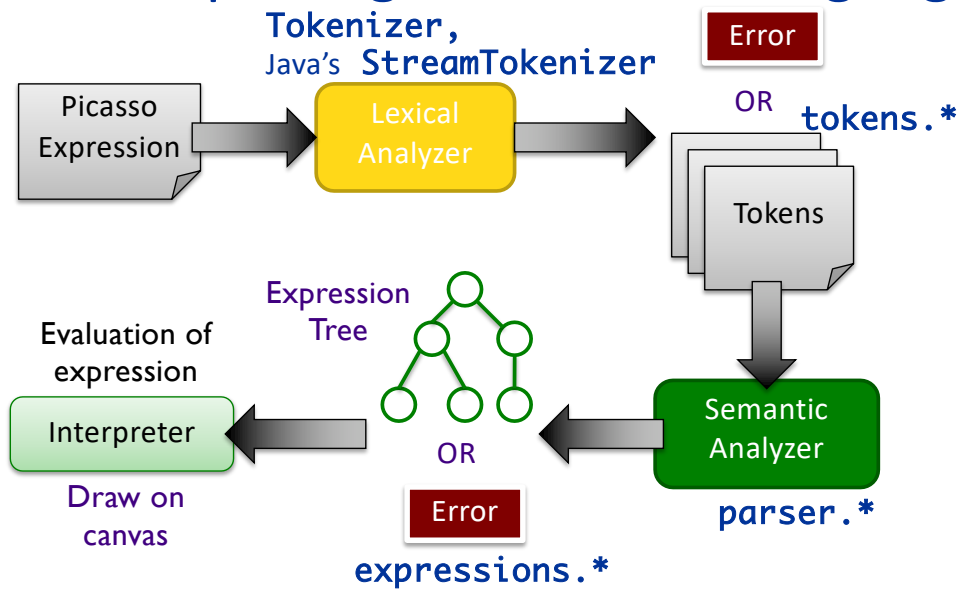 Tokenizer,
Java's StreamTokenizer
Error
Picasso
Expression
Lexical
Analyzer
OR
tokens.*
Tokens
Expression
Tree
Evaluation of
expression
Interpreter
Draw on
canvas
OR
Error
expressions.*
Semantic
Analyzer
parser.*